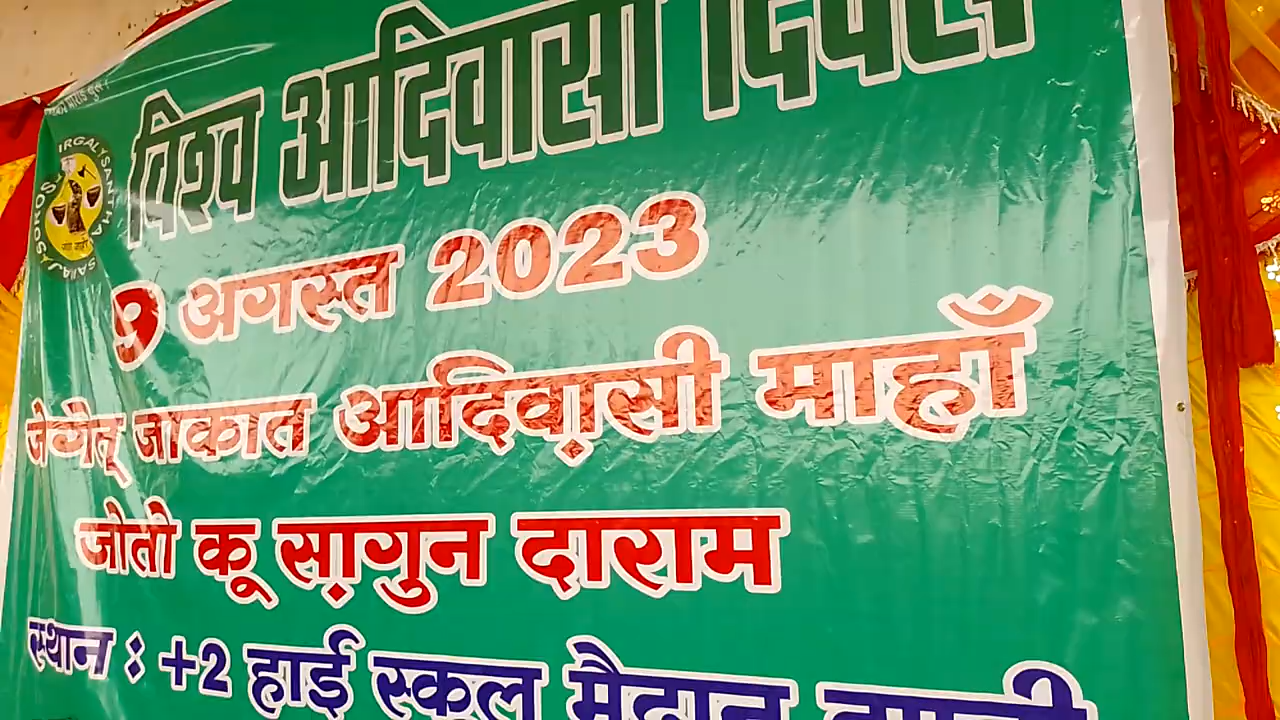 विश्व आदिवासी दिवस
9 अगस्त 2023
जेगेत् जाकात आदिवा़सी माहाँ
जोतो कू सा़गुन दाराम
स्थान : +2 हाई स्कूल मैदान